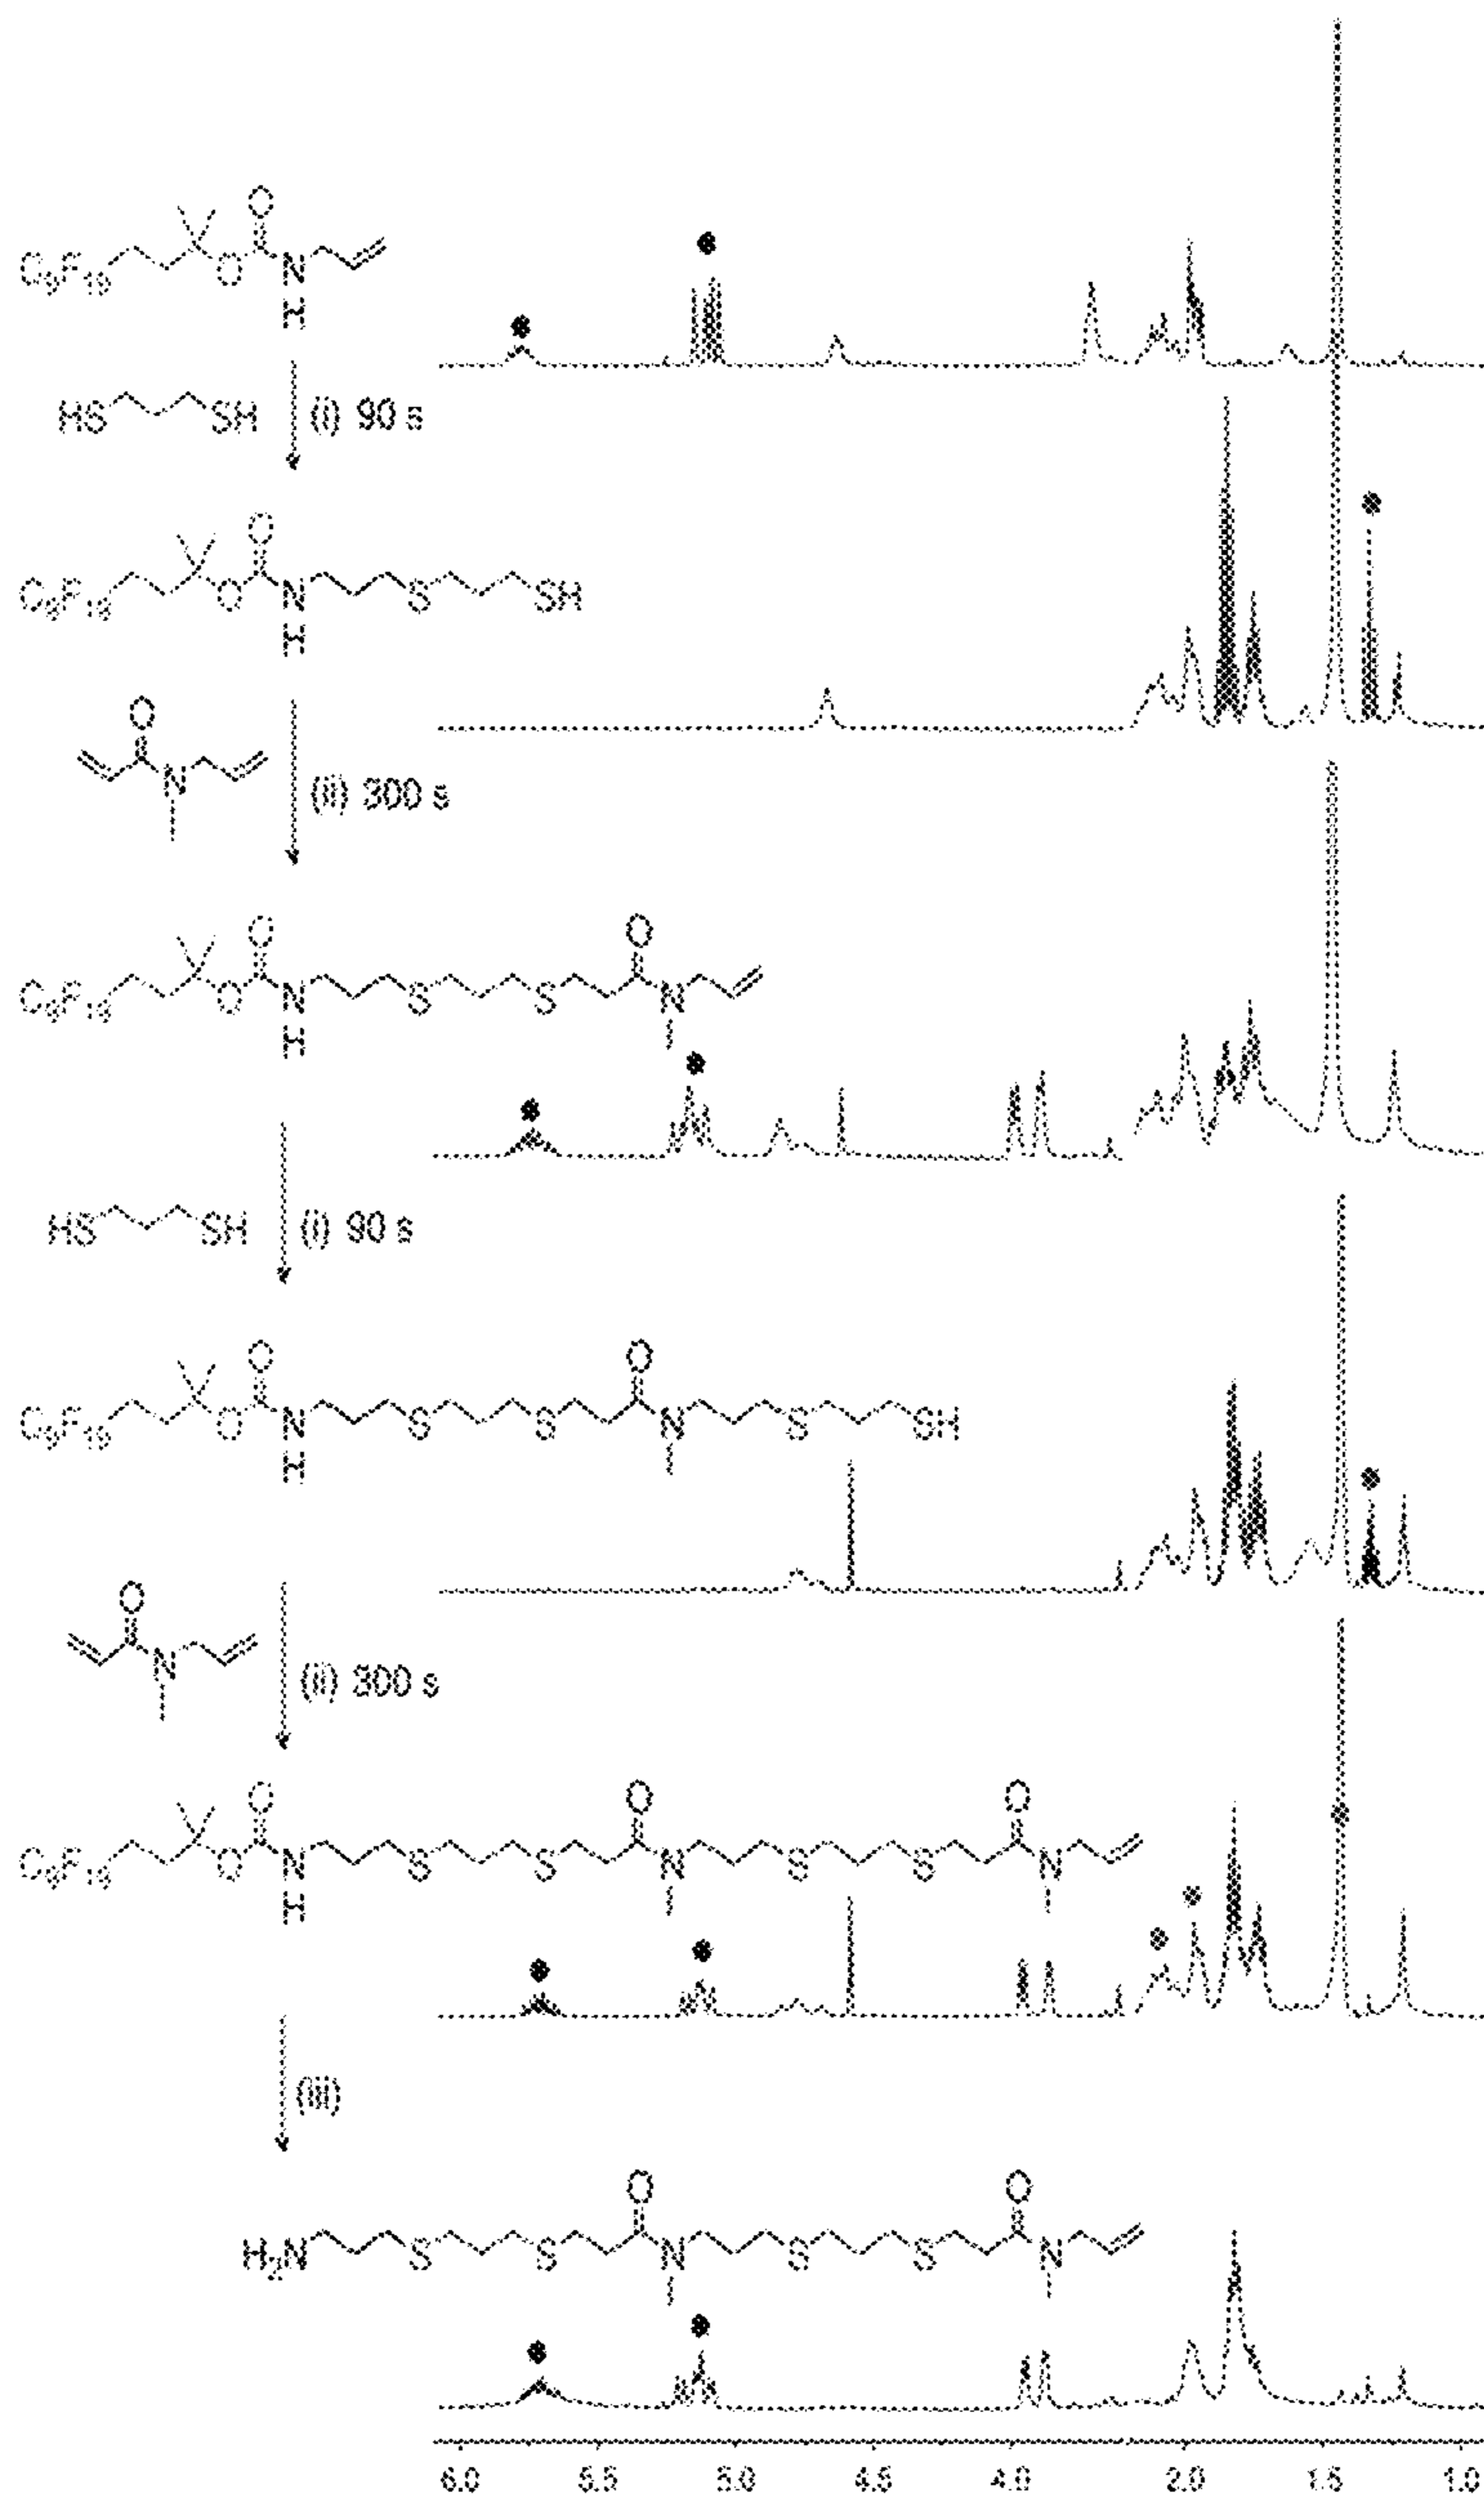 O
C₉F₁₉ O N
H
HS SH (i) 90 s
O
C₉F₁₉ O N S SH
H
O
N (ii) 300 s
O O
C₉F₁₉ O N S S N
H
HS SH (i) 90 s
O O
C₉F₁₉ O N S S N S SH
H
O
N (ii) 300 s
O O O
C₉F₁₉ O N S S N S S N
H
(iii)
O O
H₂N S S N S S N
6.0 5.5 5.0 4.5 4.0 2.0 1.5 1.0